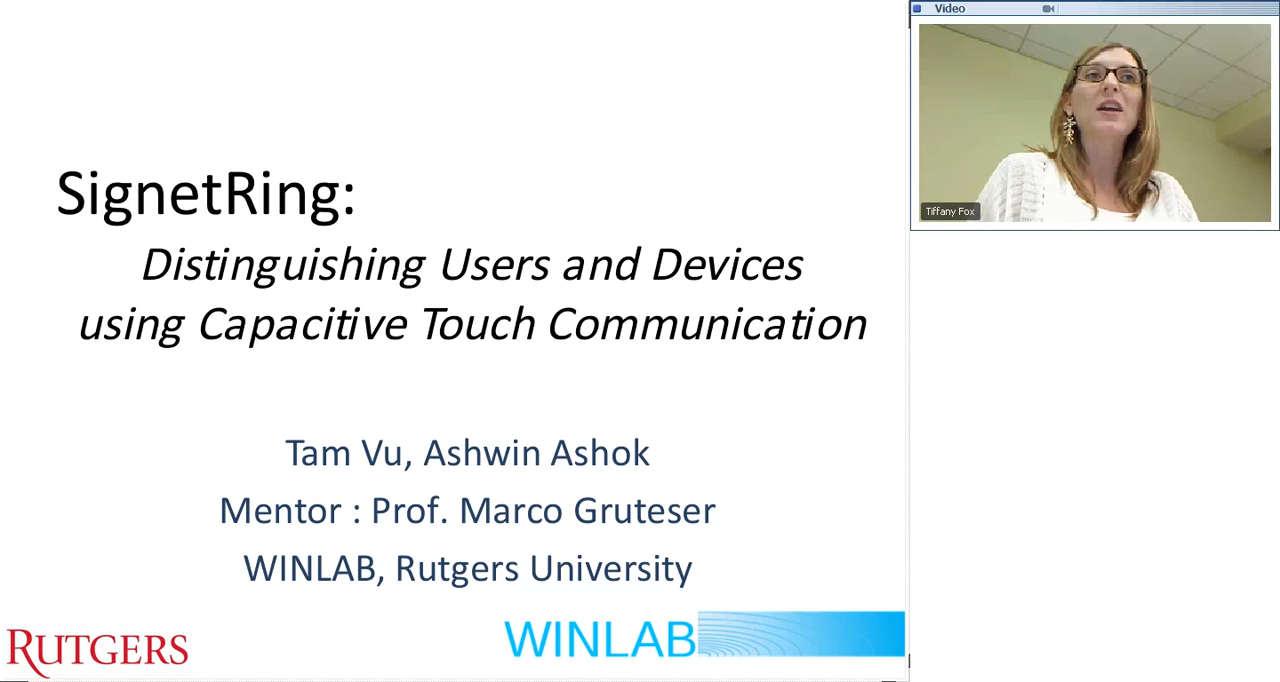 SignetRing:
Distinguishing Users and Devices
using Capacitive Touch Communication
Tam Vu, Ashwin Ashok
Mentor : Prof. Marco Gruteser
WINLAB, Rutgers University
RUTGERS
WINLAB
Video
Tiffany Fox